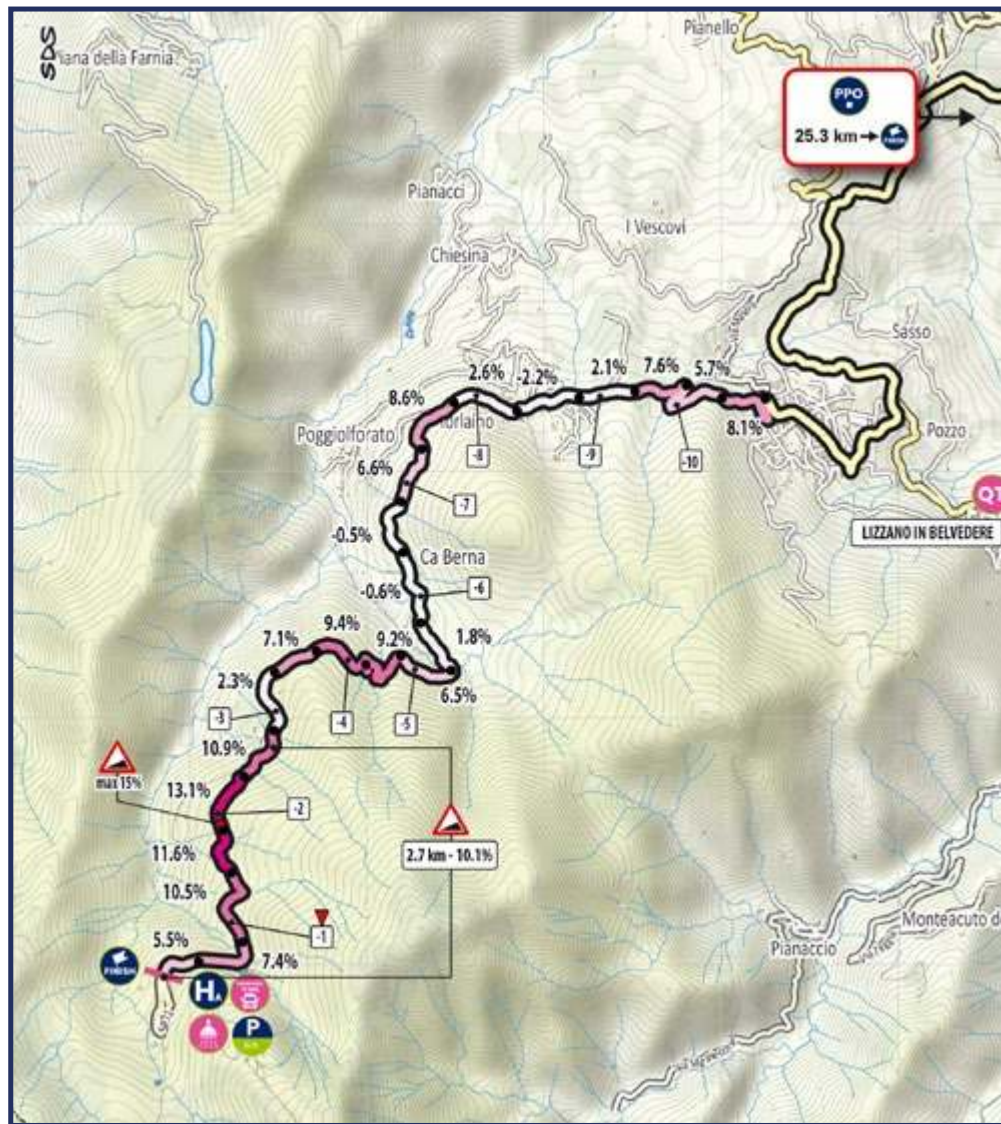 SDS
Piana della Farnia
Pianello
PPO
25.3 km
FINISH
Pianacci
I Vescovi
Chiesina
Sasso
2.6%
-2.2%
2.1%
7.6%
5.7%
8.6%
Poggiolforato
8.1%
Pozzo
-8
-9
-10
6.6%
-7
QT
LIZZANO IN BELVEDERE
-0.5%
Ca Berna
-0.6%
-6
9.4%
7.1%
9.2%
1.8%
2.3%
6.5%
-3
-4
-5
10.9%
max 15%
13.1%
-2
2.7 km - 10.1%
11.6%
10.5%
-1
Monteacuto d
Pianaccio
5.5%
7.4%
FINISH
HA
P